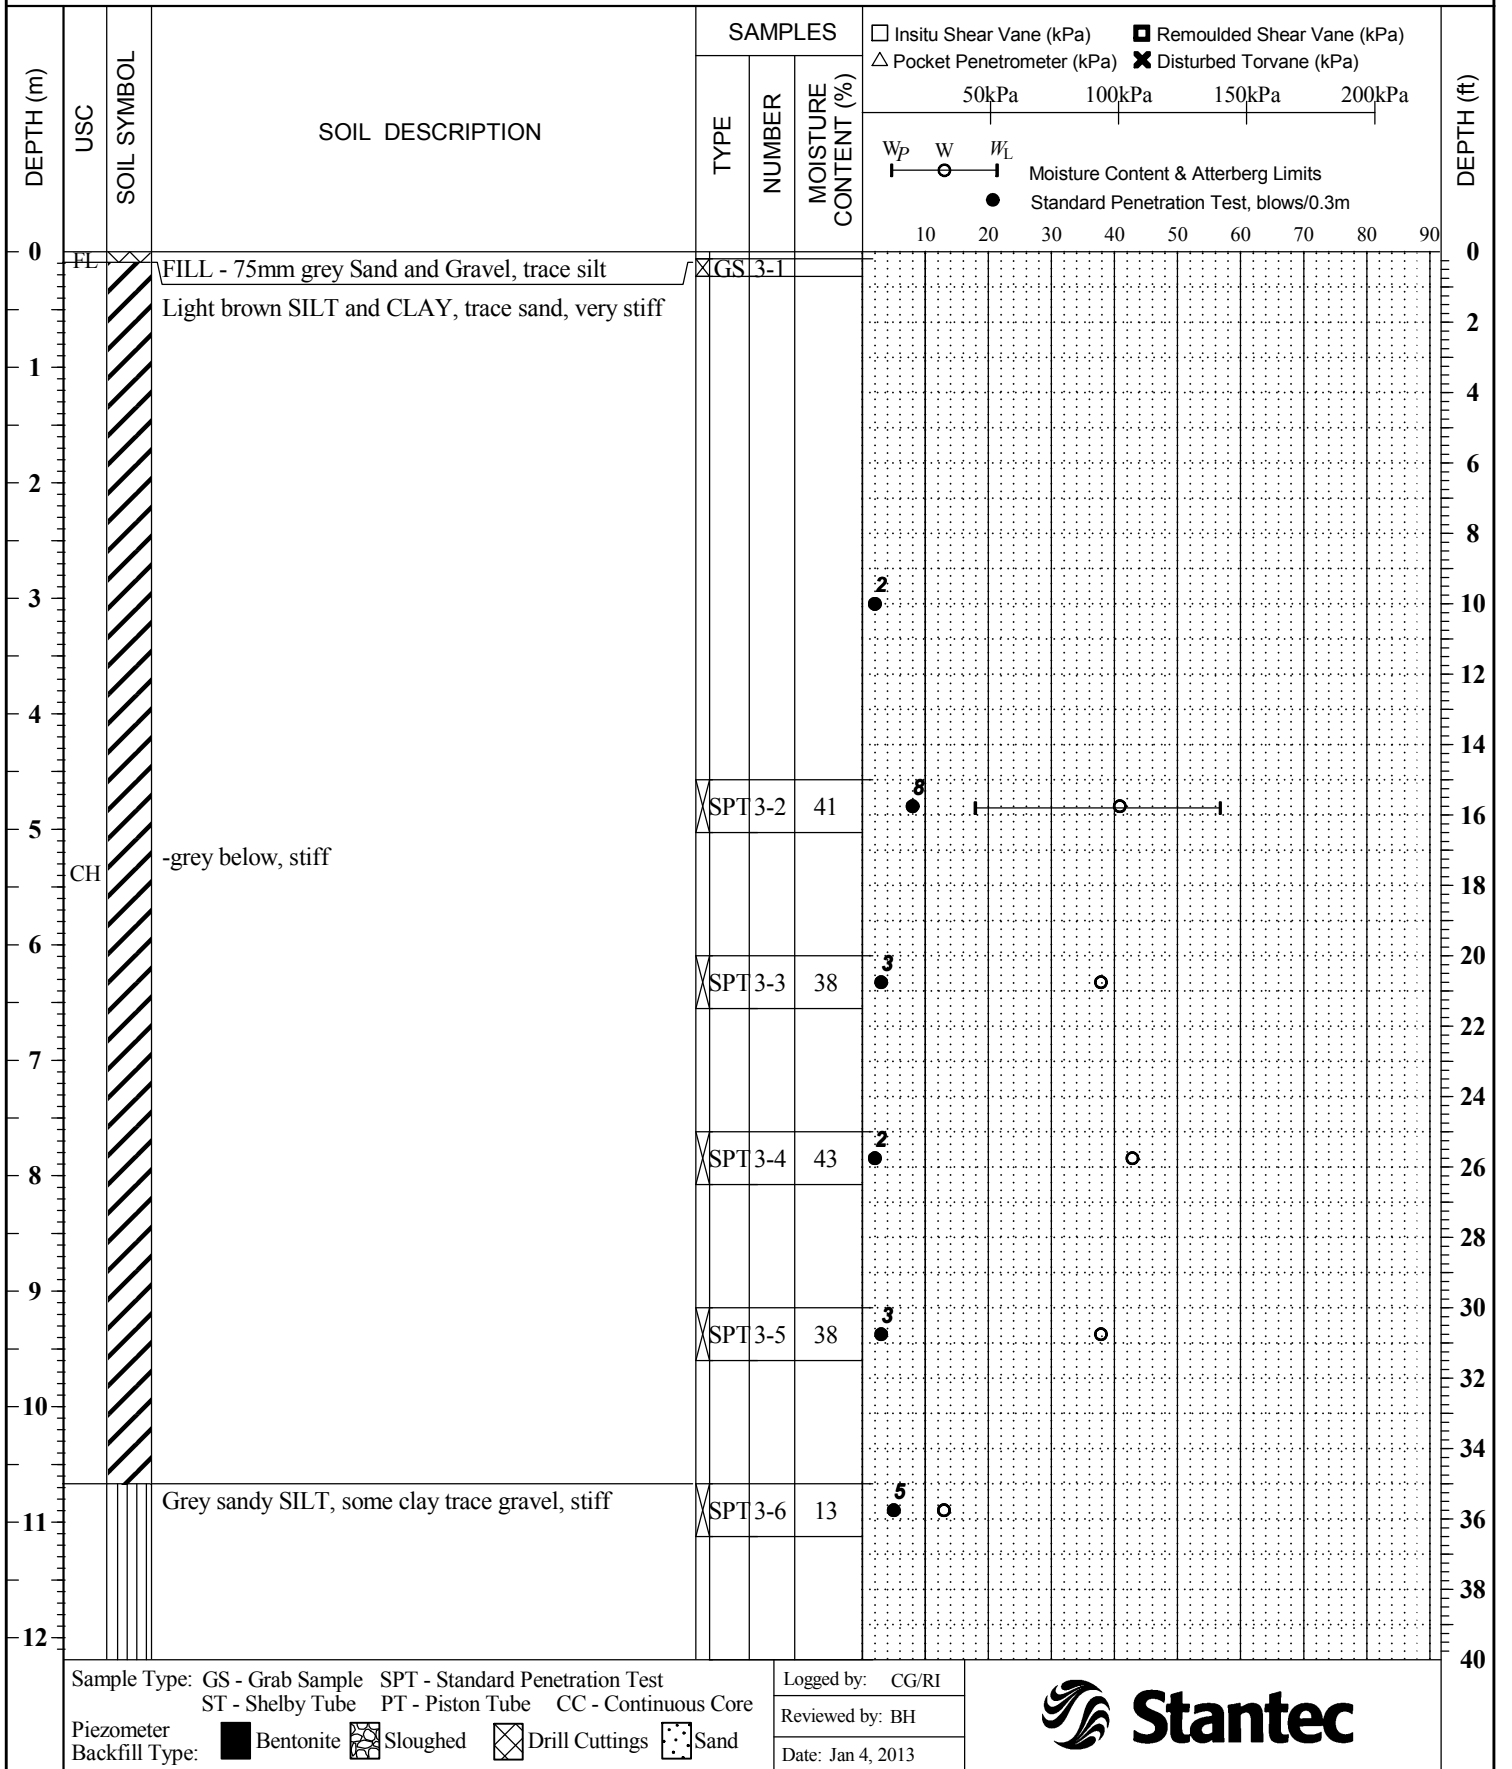 SAMPLES
□ Insitu Shear Vane (kPa) Remoulded Shear Vane (kPa)
△ Pocket Penetrometer (kPa) Disturbed Torvane (kPa)
DEPTH (m) USC SOIL SYMBOL SOIL DESCRIPTION TYPE NUMBER MOISTURE CONTENT (%) DEPTH (ft)
50kPa 100kPa 150kPa 200kPa
WP W WL
Moisture Content & Atterberg Limits
● Standard Penetration Test, blows/0.3m
10 20 30 40 50 60 70 80 90
0 0
FL FILL - 75mm grey Sand and Gravel, trace silt GS 3-1
Light brown SILT and CLAY, trace sand, very stiff
2
1
4
6
2
8
2
3 10
12
4
14
8
SPT 3-2 41
16
5
-grey below, stiff
CH
18
6
20
3
SPT 3-3 38
22
7
24
2
SPT 3-4 43
26
8
28
9
30
3
SPT 3-5 38
32
10
34
Grey sandy SILT, some clay trace gravel, stiff
5
SPT 3-6 13
11 36
38
12
40
Sample Type: GS - Grab Sample SPT - Standard Penetration Test
ST - Shelby Tube PT - Piston Tube CC - Continuous Core
Piezometer Backfill Type: Bentonite Sloughed Drill Cuttings Sand
Logged by: CG/RI
Reviewed by: BH
Date: Jan 4, 2013
Stantec